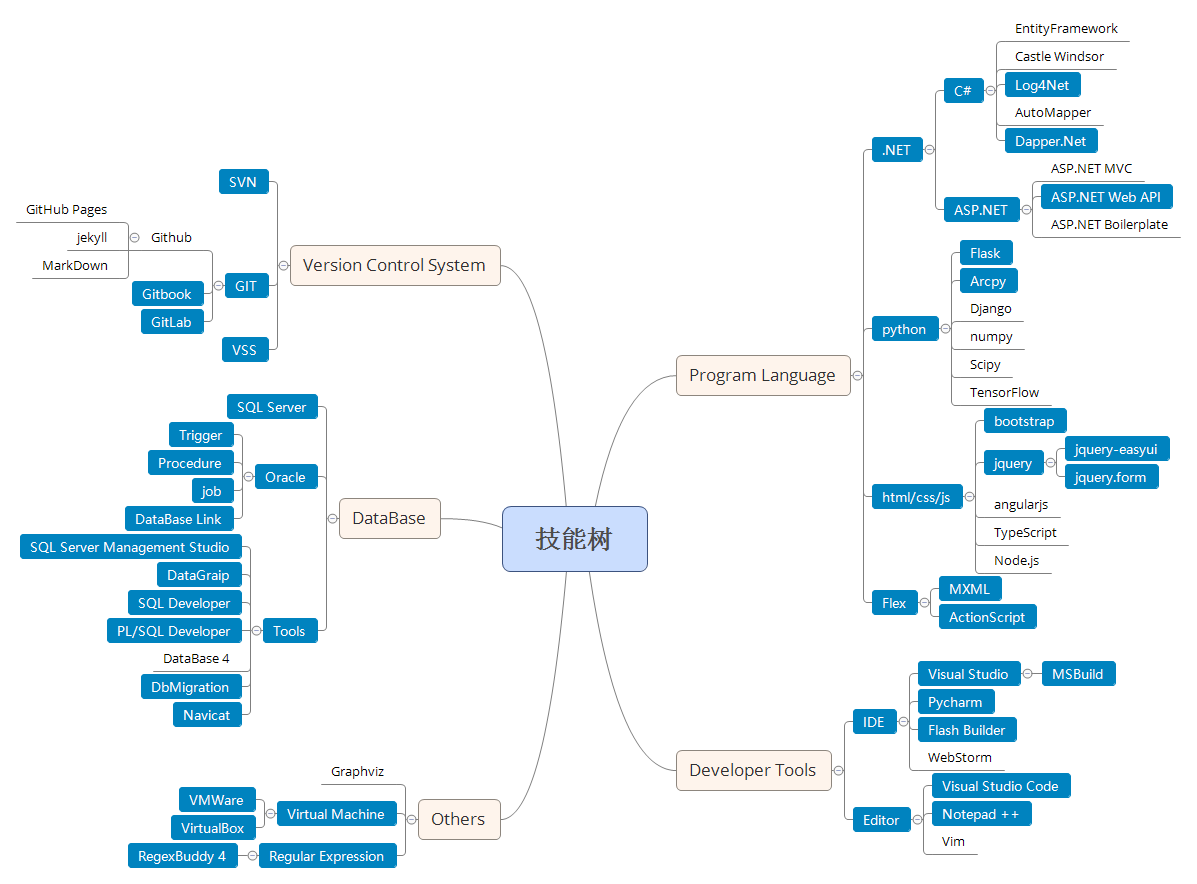 技能树
Program Language
.NET
C#
EntityFramework
Castle Windsor
Log4Net
AutoMapper
Dapper.Net
ASP.NET
ASP.NET MVC
ASP.NET Web API
ASP.NET Boilerplate
python
Flask
Arcpy
Django
numpy
Scipy
TensorFlow
html/css/js
bootstrap
jquery
jquery-easyui
jquery.form
angularjs
TypeScript
Node.js
Flex
MXML
ActionScript
Developer Tools
IDE
Visual Studio
MSBuild
Pycharm
Flash Builder
WebStorm
Editor
Visual Studio Code
Notepad ++
Vim
Version Control System
SVN
GIT
Github
GitHub Pages
jekyll
MarkDown
Gitbook
GitLab
VSS
DataBase
SQL Server
Oracle
Trigger
Procedure
job
DataBase Link
Tools
SQL Server Management Studio
DataGraip
SQL Developer
PL/SQL Developer
DataBase 4
DbMigration
Navicat
Others
Graphviz
Virtual Machine
VMWare
VirtualBox
Regular Expression
RegexBuddy 4